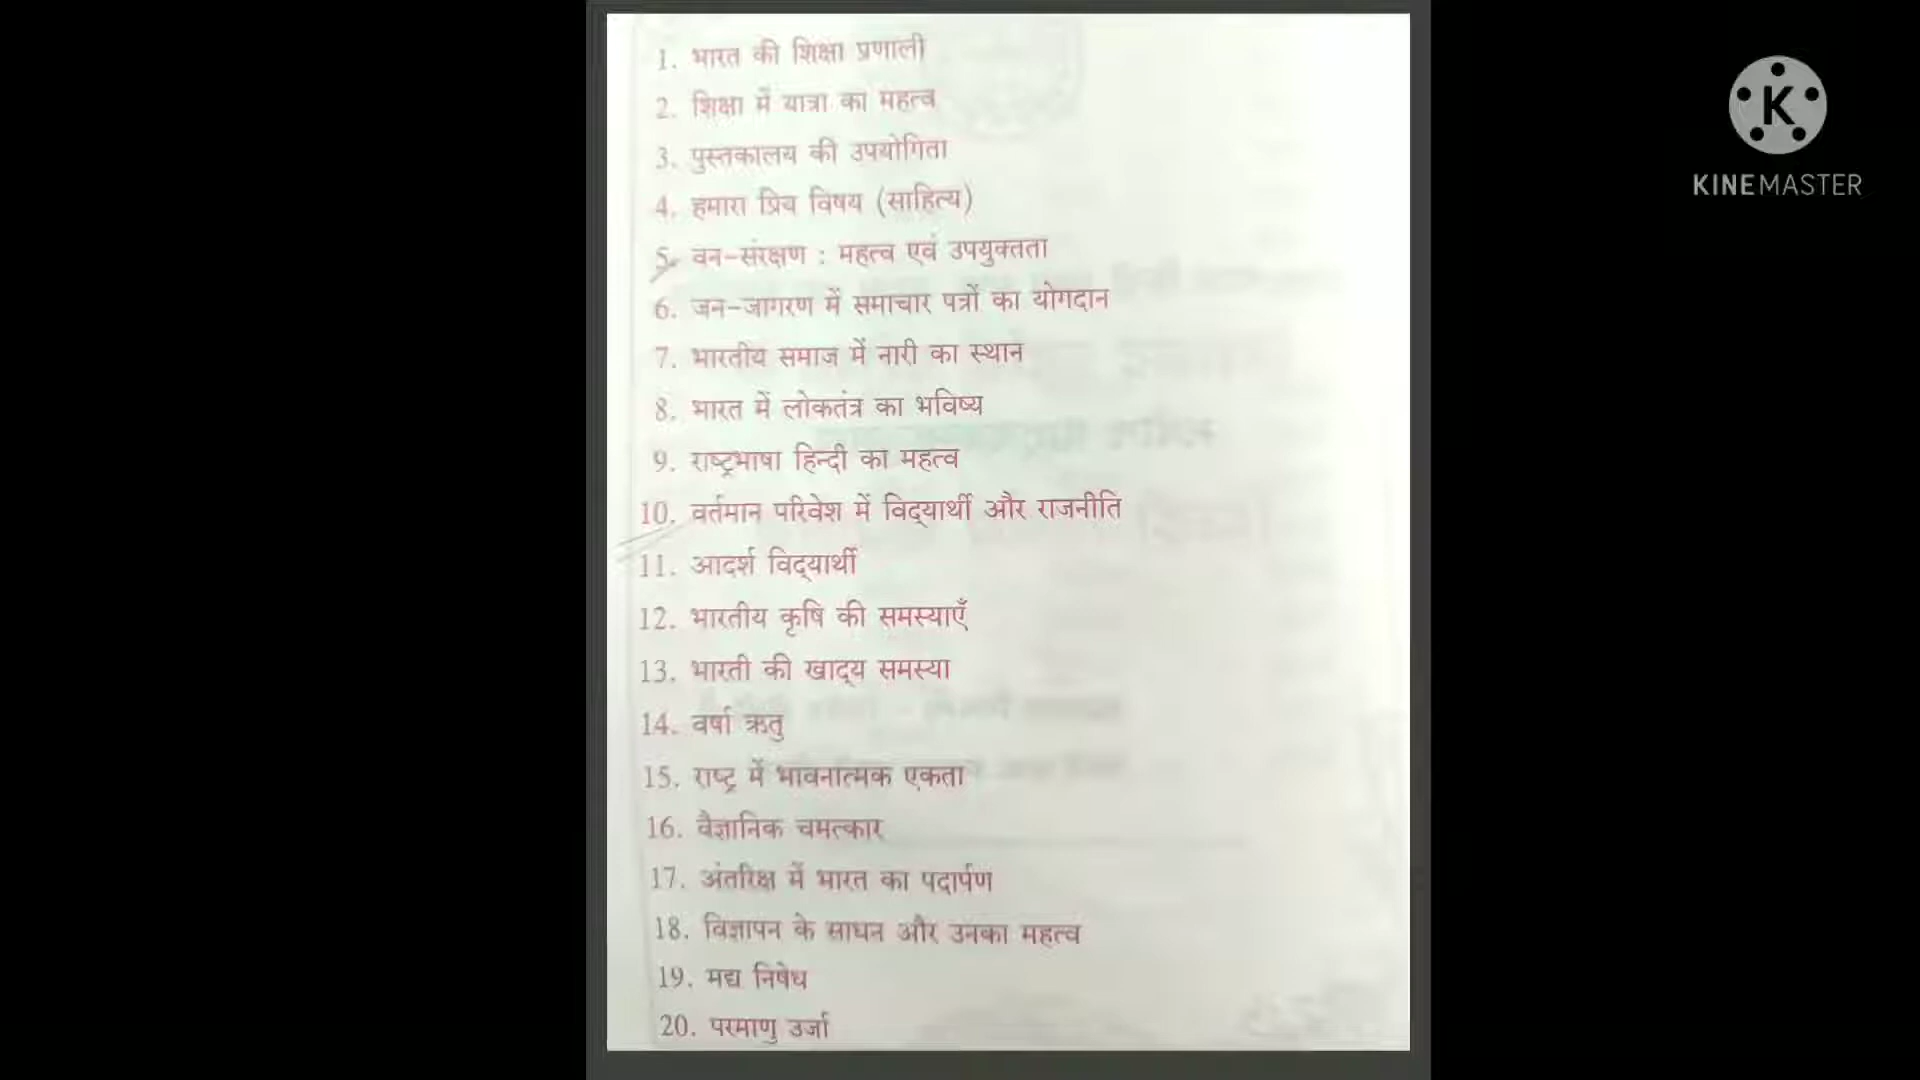 1. भारत की शिक्षा प्रणाली
2. शिक्षा में यात्रा का महत्व
3. पुस्तकालय की उपयोगिता
4. हमारा प्रिय विषय (साहित्य)
5. वन-संरक्षण : महत्व एवं उपयुक्तता
6. जन-जागरण में समाचार पत्रों का योगदान
7. भारतीय समाज में नारी का स्थान
8. भारत में लोकतंत्र का भविष्य
9. राष्ट्रभाषा हिन्दी का महत्व
10. वर्तमान परिवेश में विद्‌यार्थी और राजनीति
11. आदर्श विद्‌यार्थी
12. भारतीय कृषि की समस्याएँ
13. भारती की खाद्‌य समस्या
14. वर्षा ऋतु
15. राष्ट्र में भावनात्मक एकता
16. वैज्ञानिक चमत्कार
17. अंतरिक्ष में भारत का पदार्पण
18. विज्ञापन के साधन और उनका महत्व
19. मद्य निषेध
20. परमाणु उर्जा
K
KINEMASTER